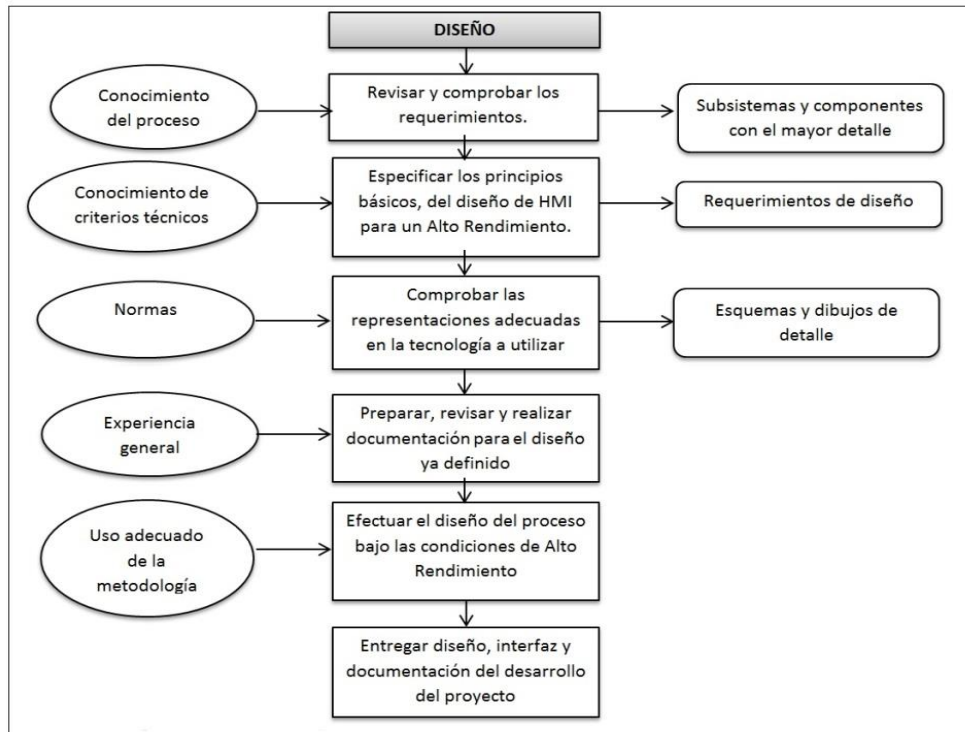 DISEÑO
Conocimiento
del proceso
Revisar y comprobar los
requerimientos.
Subsistemas y componentes
con el mayor detalle
Conocimiento de
criterios técnicos
Especificar los principios
básicos, del diseño de HMI
para un Alto Rendimiento.
Requerimientos de diseño
Normas
Comprobar las
representaciones adecuadas
en la tecnología a utilizar
Esquemas y dibujos de
detalle
Experiencia
general
Preparar, revisar y realizar
documentación para el diseño
ya definido
Uso adecuado
de la
metodología
Efectuar el diseño del proceso
bajo las condiciones de Alto
Rendimiento
Entregar diseño, interfaz y
documentación del desarrollo
del proyecto